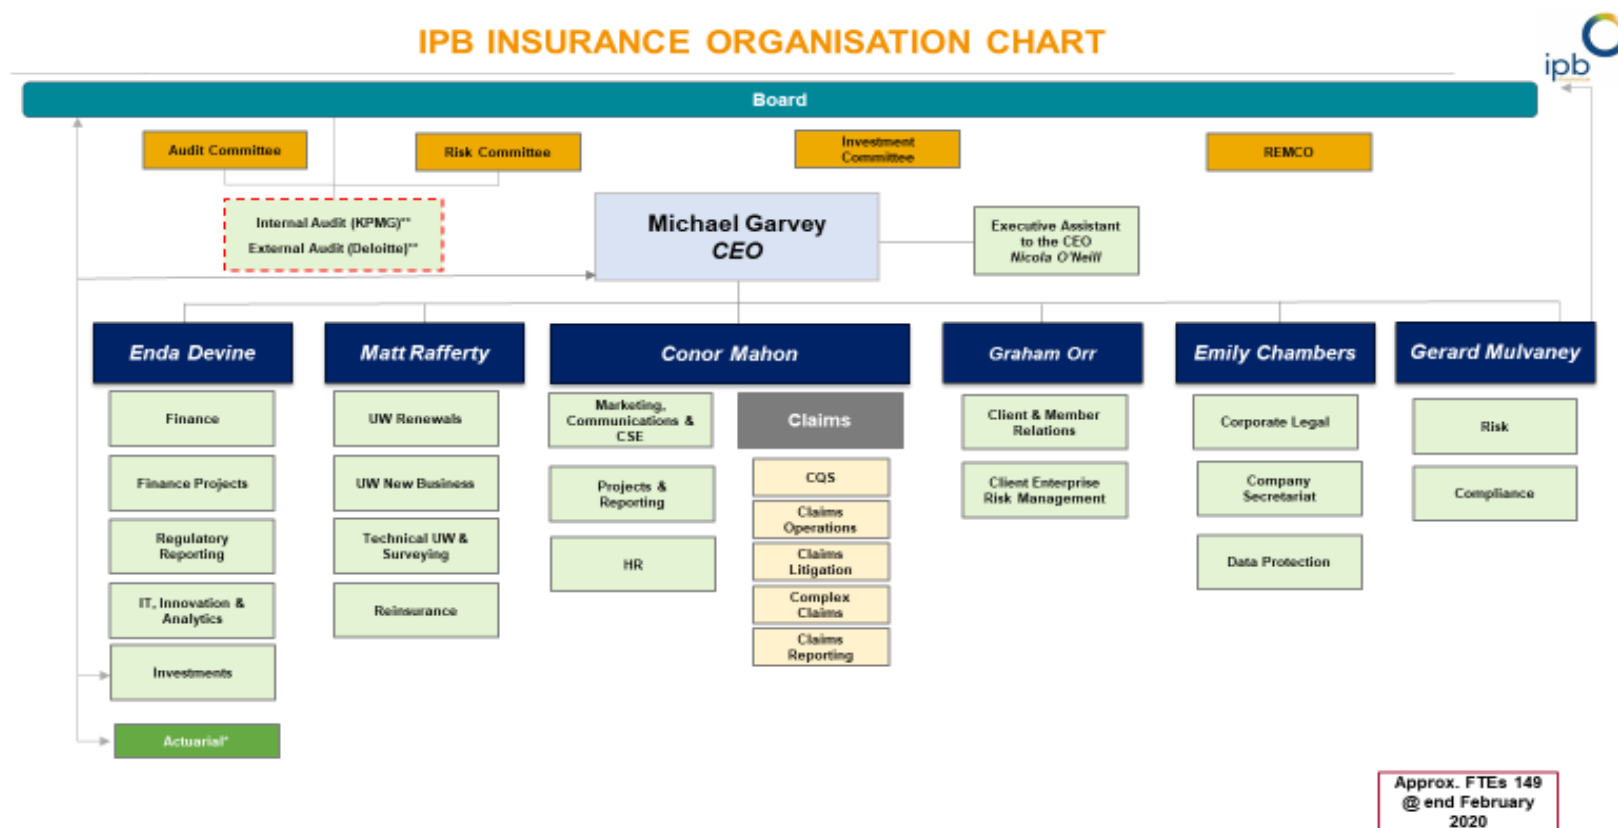 IPB INSURANCE ORGANISATION CHART
ipb
Board
Audit Committee
Risk Committee
Investment
Committee
REMCO
Internal Audit (KPMG)**
External Audit (Deloitte)**
Michael Garvey
CEO
Executive Assistant
to the CEO
Nicola O'Neill
Enda Devine
Matt Rafferty
Conor Mahon
Graham Orr
Emily Chambers
Gerard Mulvaney
Finance
Finance Projects
Regulatory
Reporting
IT, Innovation &
Analytics
Investments
Actuarial*
UW Renewals
UW New Business
Technical UW &
Surveying
Reinsurance
Marketing,
Communications &
CSE
Projects &
Reporting
HR
Claims
CQS
Claims
Operations
Claims
Litigation
Complex
Claims
Claims
Reporting
Client & Member
Relations
Client Enterprise
Risk Management
Corporate Legal
Company
Secretariat
Data Protection
Risk
Compliance
Approx. FTEs 149
@ end February
2020